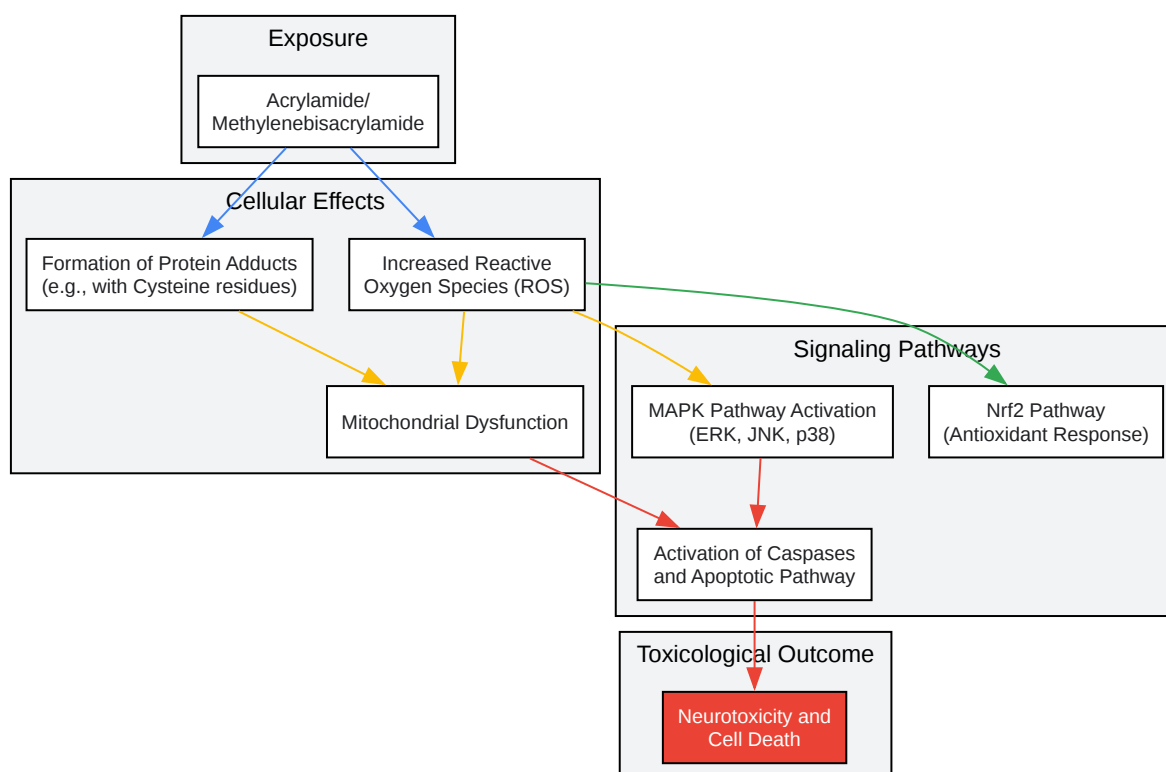 Exposure
Acrylamide/
Methylenebisacrylamide
Cellular Effects
Formation of Protein Adducts
(e.g., with Cysteine residues)
Increased Reactive
Oxygen Species (ROS)
Mitochondrial Dysfunction
Signaling Pathways
MAPK Pathway Activation
(ERK, JNK, p38)
Nrf2 Pathway
(Antioxidant Response)
Activation of Caspases
and Apoptotic Pathway
Toxicological Outcome
Neurotoxicity and
Cell Death